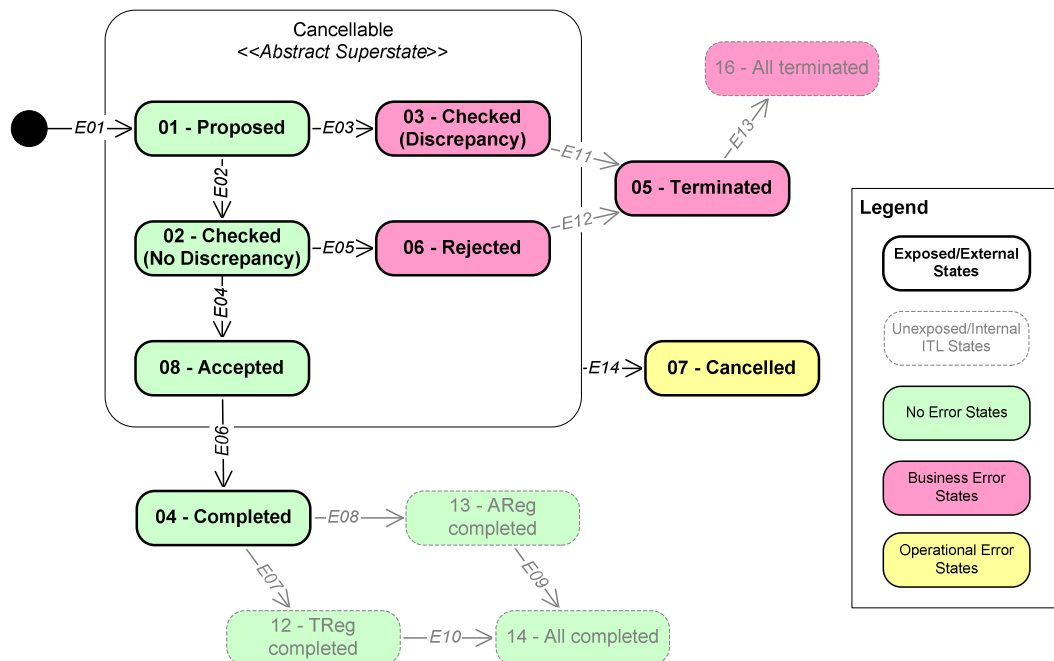 Cancellable
<<Abstract Superstate>>
16 - All terminated
E01
01 - Proposed
E03
03 - Checked
(Discrepancy)
E11
E13
05 - Terminated
E02
02 - Checked
(No Discrepancy)
E05
06 - Rejected
E12
E04
08 - Accepted
E14
07 - Cancelled
E06
04 - Completed
E08
13 - AReg
completed
E07
E09
12 - TReg
completed
E10
14 - All completed
Legend
Exposed/External
States
Unexposed/Internal
ITL States
No Error States
Business Error
States
Operational Error
States